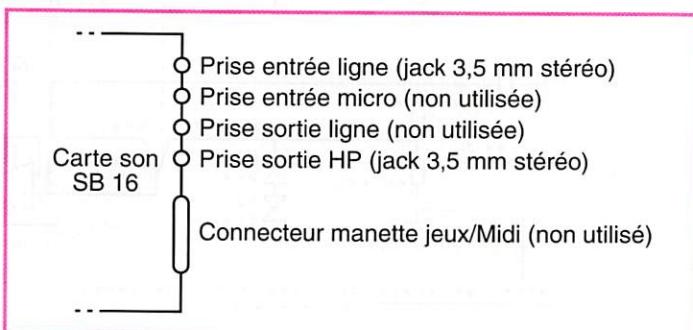 Prise entrée ligne (jack 3,5 mm stéréo)
Prise entrée micro (non utilisée)
Prise sortie ligne (non utilisée)
Carte son
SB 16
Prise sortie HP (jack 3,5 mm stéréo)
Connecteur manette jeux/Midi (non utilisé)